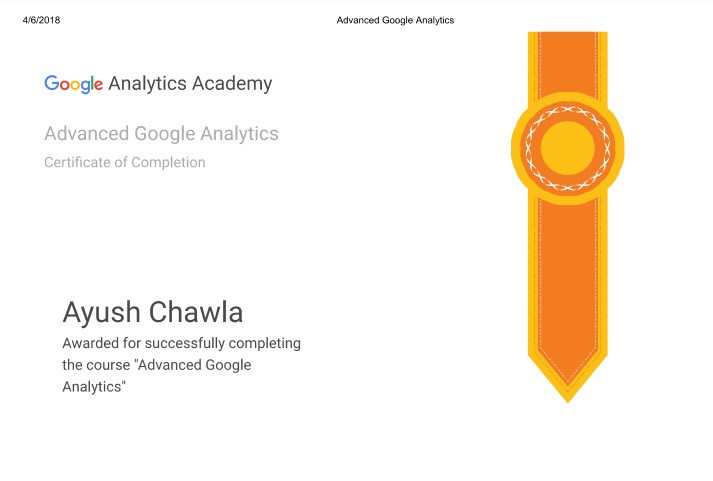 4/6/2018 Advanced Google Analytics
Google Analytics Academy
Advanced Google Analytics
Certificate of Completion
Ayush Chawla
Awarded for successfully completing
the course "Advanced Google
Analytics"